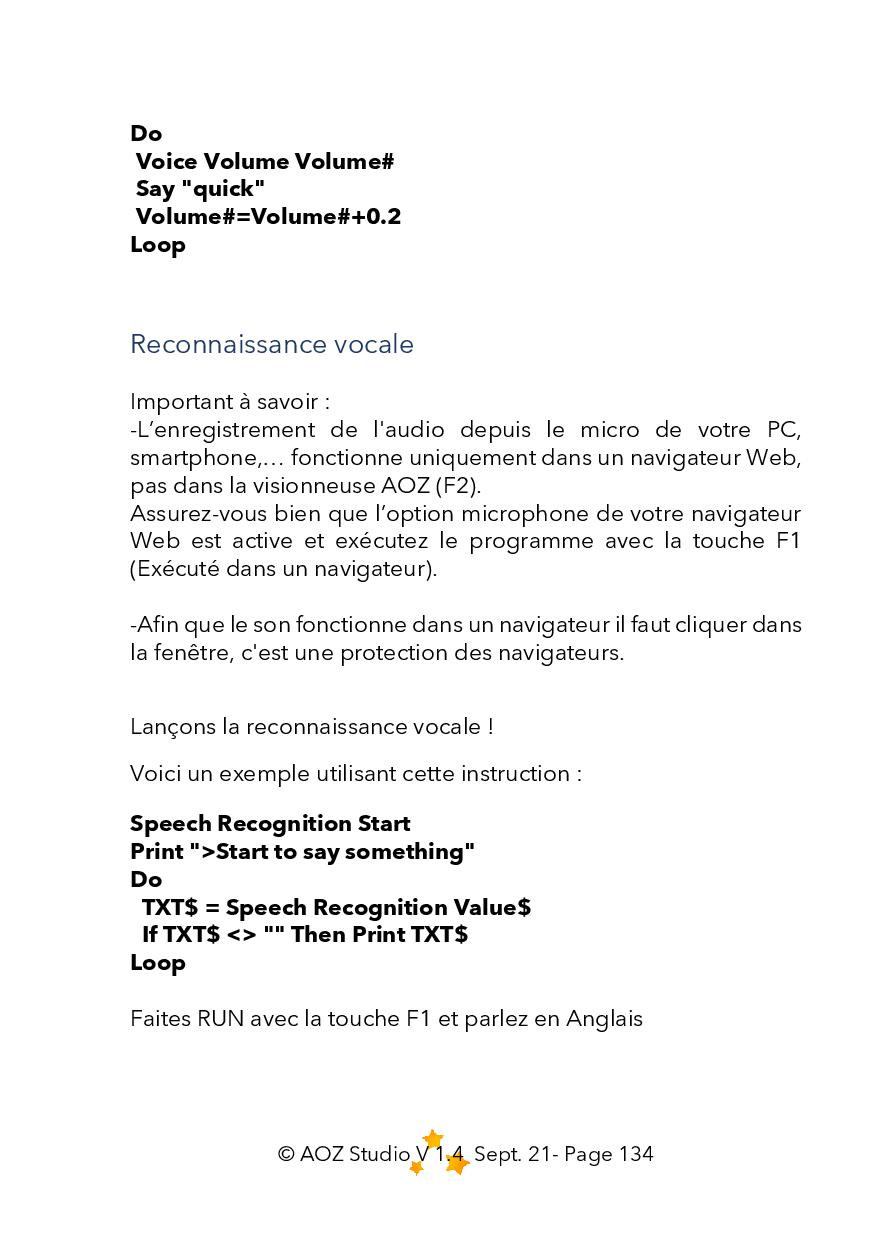 Do
Voice Volume Volume#
Say "quick"
Volume#=Volume#+0.2
Loop
Reconnaissance vocale
Important à savoir :
-L’enregistrement de l'audio depuis le micro de votre PC,
smartphone,… fonctionne uniquement dans un navigateur Web,
pas dans la visionneuse AOZ (F2).
Assurez-vous bien que l’option microphone de votre navigateur
Web est active et exécutez le programme avec la touche F1
(Exécuté dans un navigateur).
-Afin que le son fonctionne dans un navigateur il faut cliquer dans
la fenêtre, c'est une protection des navigateurs.
Lançons la reconnaissance vocale !
Voici un exemple utilisant cette instruction :
Speech Recognition Start
Print ">Start to say something"
Do
TXT$ = Speech Recognition Value$
If TXT$ <> "" Then Print TXT$
Loop
Faites RUN avec la touche F1 et parlez en Anglais
© AOZ Studio V 1.4 Sept. 21- Page 134